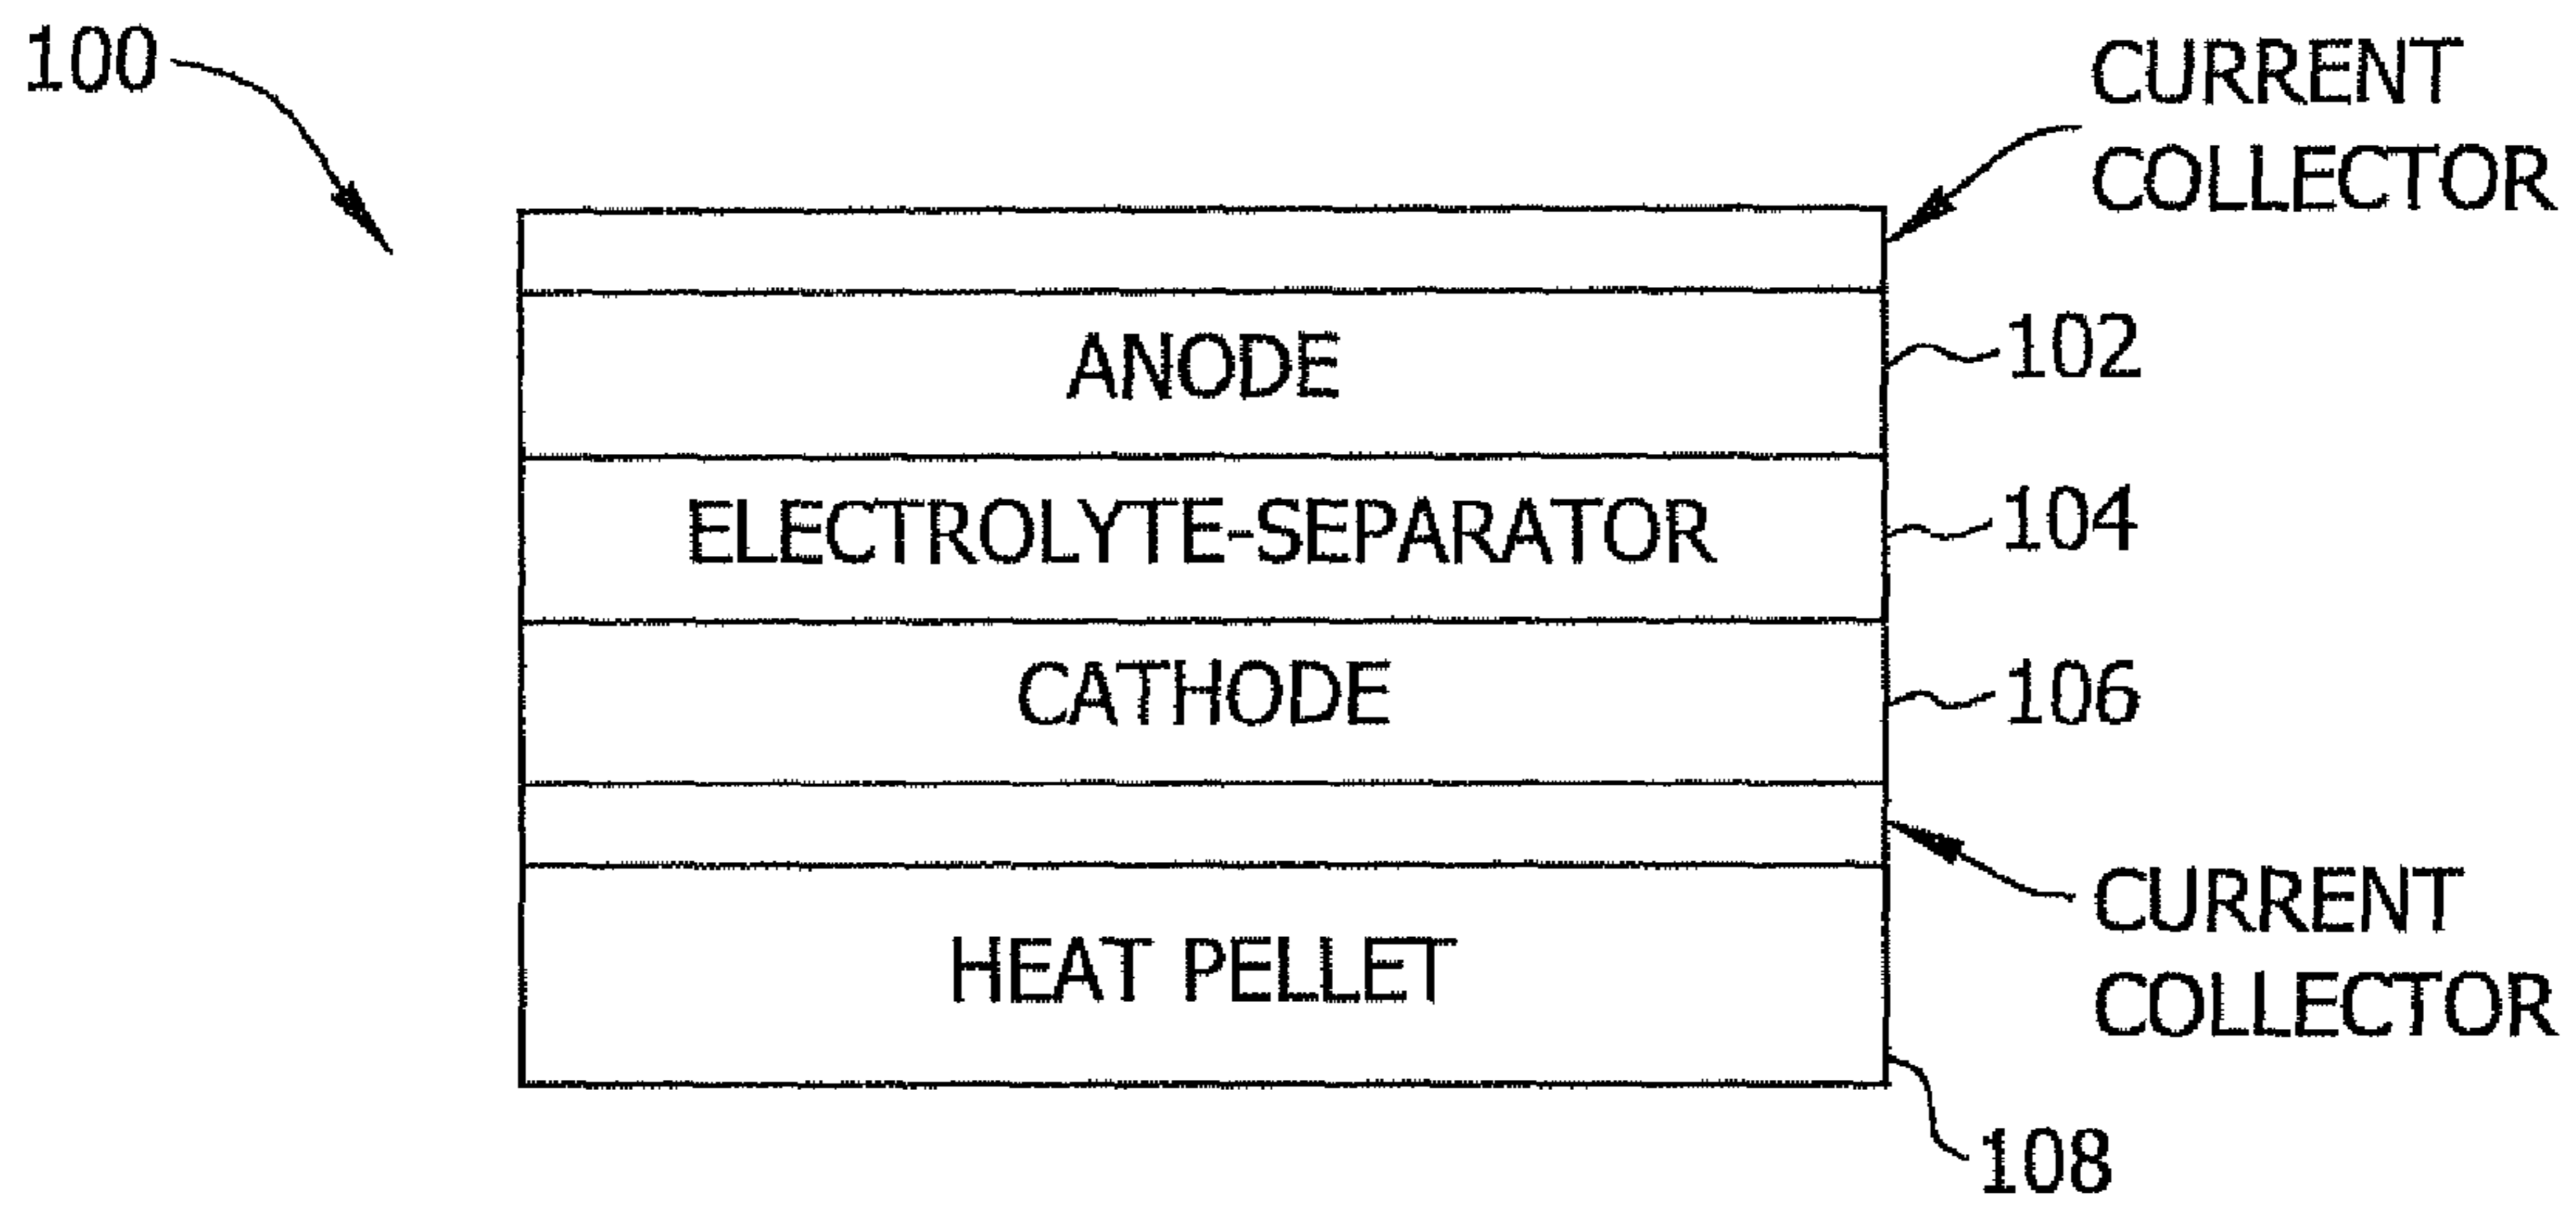 100
CURRENT
COLLECTOR
ANODE
102
ELECTROLYTE-SEPARATOR
104
CATHODE
106
CURRENT
COLLECTOR
HEAT PELLET
108